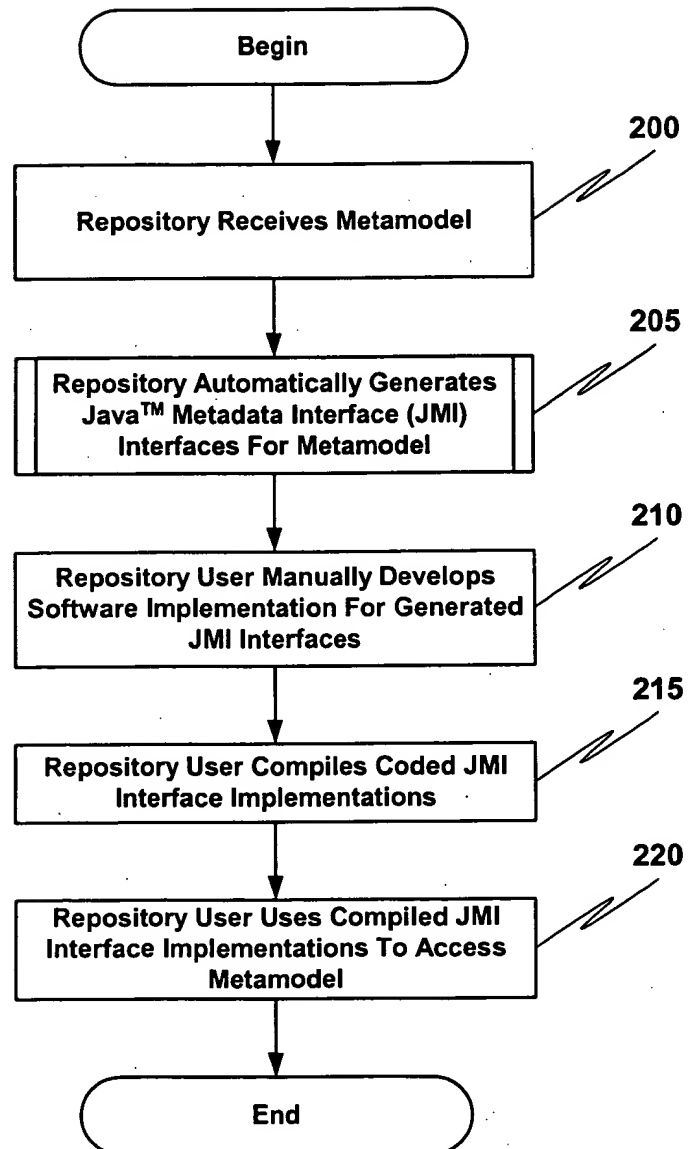 Begin
200
Repository Receives Metamodel
205
Repository Automatically Generates
Java™ Metadata Interface (JMI)
Interfaces For Metamodel
210
Repository User Manually Develops
Software Implementation For Generated
JMI Interfaces
215
Repository User Compiles Coded JMI
Interface Implementations
220
Repository User Uses Compiled JMI
Interface Implementations To Access
Metamodel
End